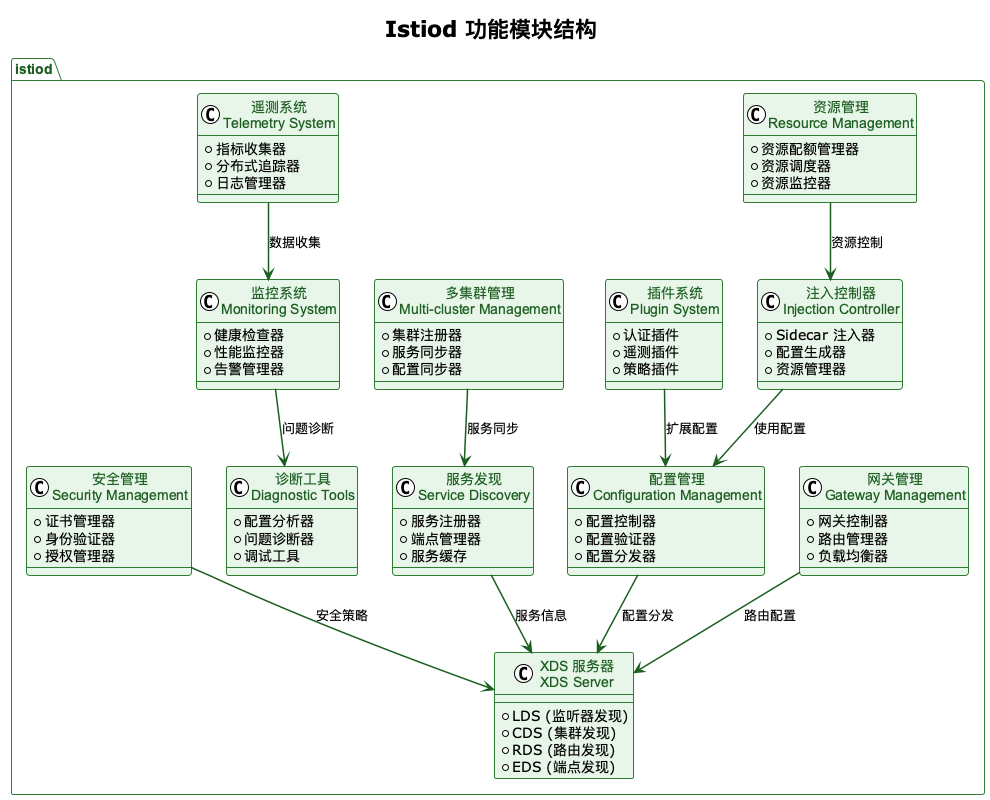 Istiod 功能模块结构
istiod
C
遥测系统
Telemetry System
指标收集器
分布式追踪器
日志管理器
C
资源管理
Resource Management
资源配额管理器
资源调度器
资源监控器
数据收集
资源控制
C
监控系统
Monitoring System
健康检查器
性能监控器
告警管理器
C
多集群管理
Multi-cluster Management
集群注册器
服务同步器
配置同步器
C
插件系统
Plugin System
认证插件
遥测插件
策略插件
C
注入控制器
Injection Controller
Sidecar 注入器
配置生成器
资源管理器
问题诊断
服务同步
扩展配置
使用配置
C
安全管理
Security Management
证书管理器
身份验证器
授权管理器
C
诊断工具
Diagnostic Tools
配置分析器
问题诊断器
调试工具
C
服务发现
Service Discovery
服务注册器
端点管理器
服务缓存
C
配置管理
Configuration Management
配置控制器
配置验证器
配置分发器
C
网关管理
Gateway Management
网关控制器
路由管理器
负载均衡器
安全策略
服务信息
配置分发
路由配置
C
XDS 服务器
XDS Server
LDS (监听器发现)
CDS (集群发现)
RDS (路由发现)
EDS (端点发现)